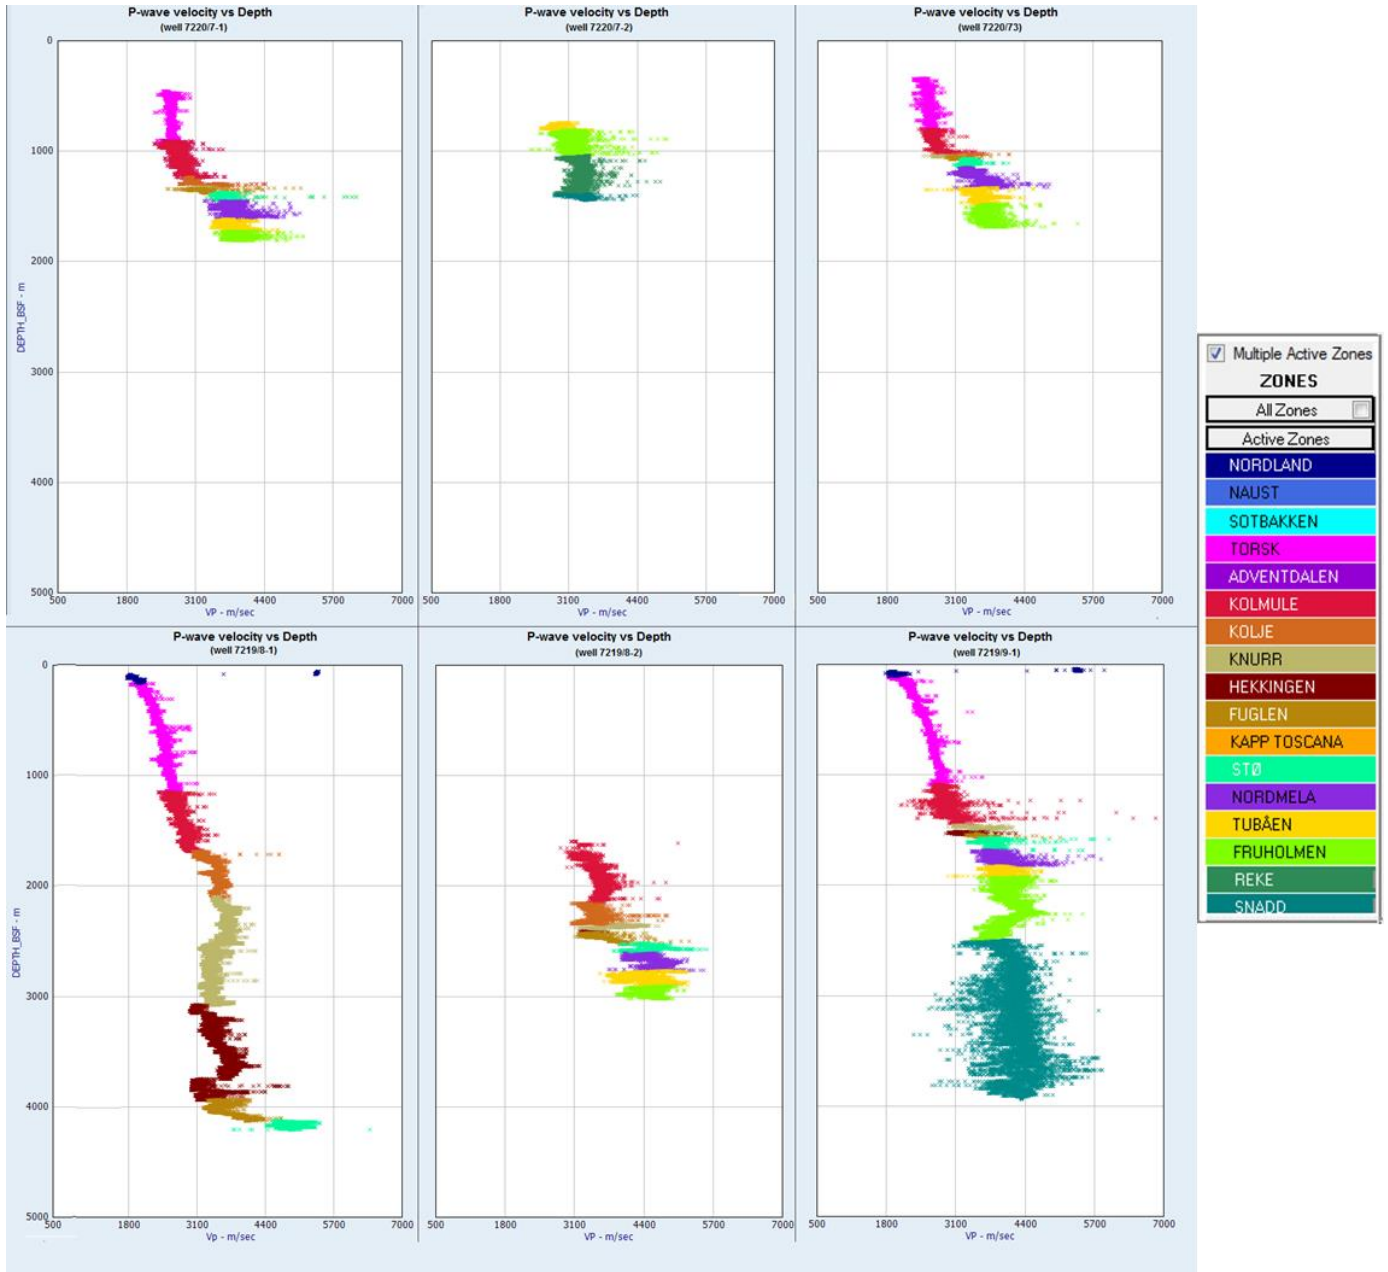 P-wave velocity vs Depth
(well 7220/7-1)
P-wave velocity vs Depth
(well 7220/7-2)
P-wave velocity vs Depth
(well 7220/73)
0
1000
2000
3000
4000
5000
DEPTH_BSF - m
500 1800 3100 4400 5700 7000
VP - m/sec
500 1800 3100 4400 5700 7000
VP - m/sec
500 1800 3100 4400 5700 7000
VP - m/sec
P-wave velocity vs Depth
(well 7219/8-1)
P-wave velocity vs Depth
(well 7219/8-2)
P-wave velocity vs Depth
(well 7219/9-1)
0
1000
2000
3000
4000
5000
DEPTH_BSF - m
500 1800 3100 4400 5700 7000
Vp - m/sec
500 1800 3100 4400 5700 7000
VP - m/sec
500 1800 3100 4400 5700 7000
VP - m/sec
Multiple Active Zones
ZONES
All Zones
Active Zones
NORDLAND
NAUST
SOTBAKKEN
TORSK
ADVENTDALEN
KOLMULE
KOLJE
KNURR
HEKKINGEN
FUGLEN
KAPP TOSCANA
STØ
NORDMELA
TUBÅEN
FRUHOLMEN
REKE
SNADD